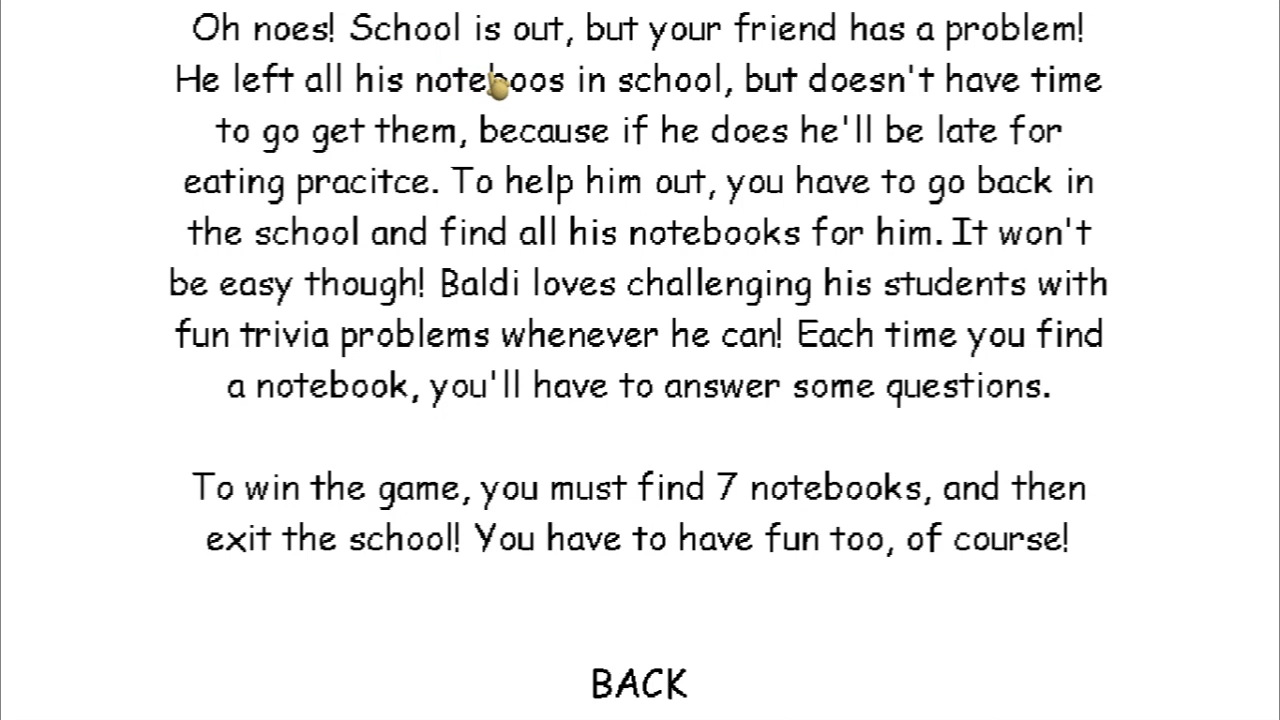 Oh noes! School is out, but your friend has a problem!
He left all hisноteboos in school, but doesn't have time
to go get them, because if he does he'll be late for
eating pracitce. To help him out, you have to go back in
the school and find all his notebooks for him. It won't
be easy though! Baldi loves challenging his students with
fun trivia problems whenever he can! Each time you find
a notebook, you'll have to answer some questions.
To win the game, you must find 7 notebooks, and then
exit the school! You have to have fun too, of course!
BACK